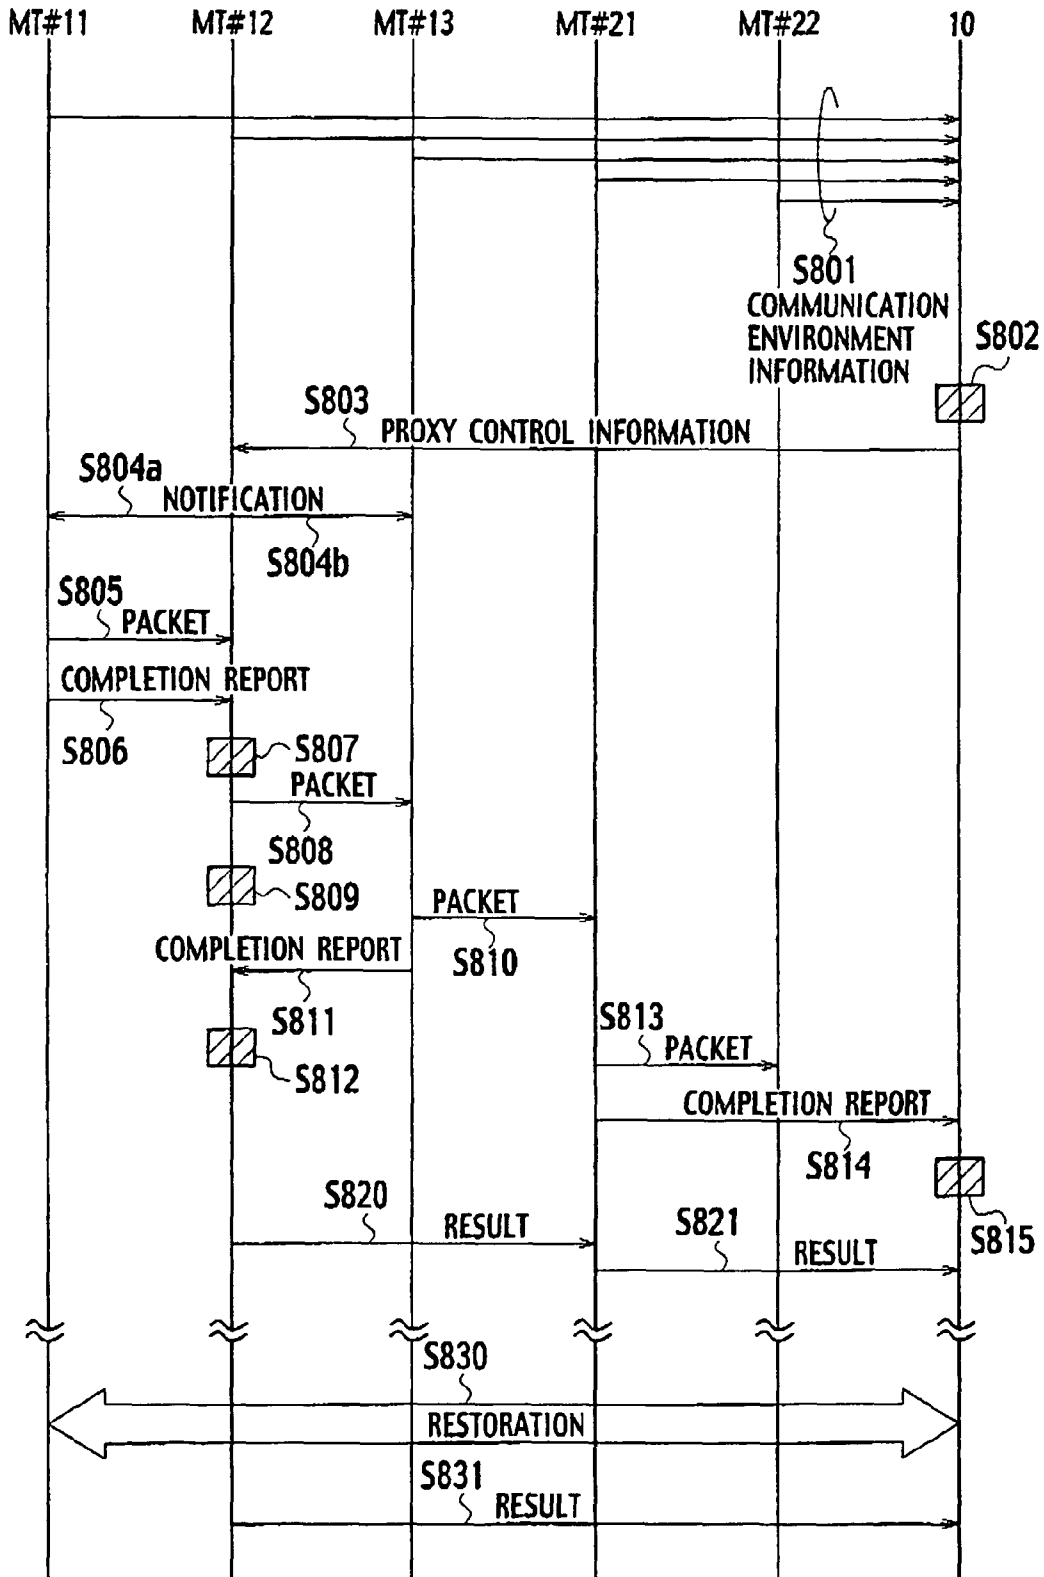 MT#11 MT#12 MT#13 MT#21 MT#22 10
S801
COMMUNICATION
ENVIRONMENT
INFORMATION
S802
S803
PROXY CONTROL INFORMATION
S804a
NOTIFICATION
S804b
S805
PACKET
COMPLETION REPORT
S806
S807
PACKET
S808
S809
PACKET
S810
COMPLETION REPORT
S811
S812
S813
PACKET
COMPLETION REPORT
S814
S815
S820
RESULT
S821
RESULT
S830
RESTORATION
S831
RESULT